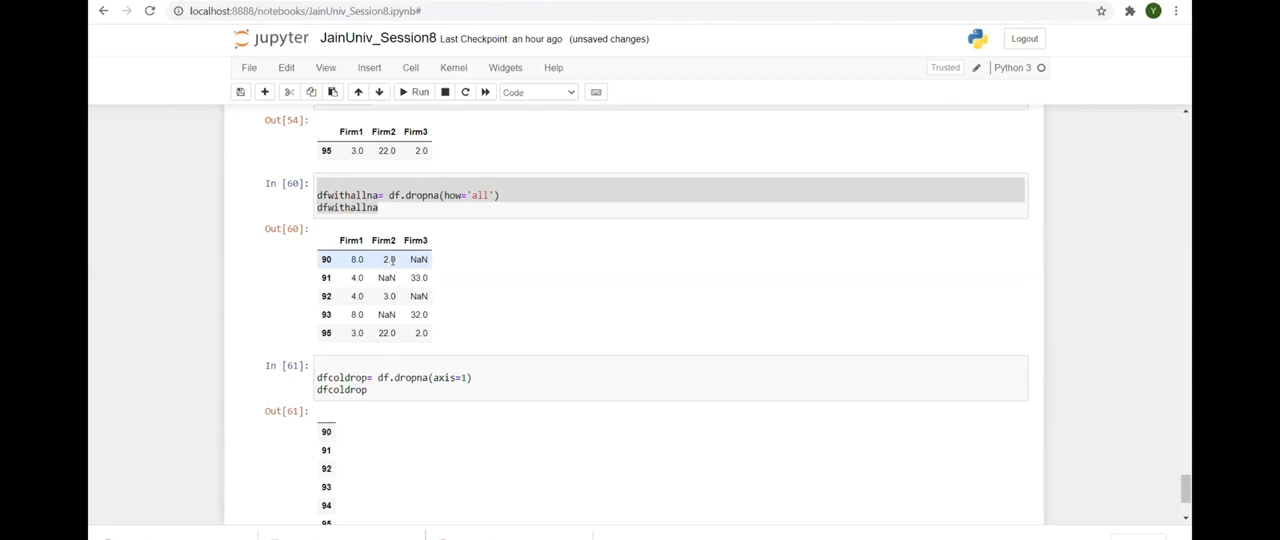 localhost:8888/notebooks/JainUniv_Session8.ipynb#
Y
jupyter JainUniv_Session8 Last Checkpoint: an hour ago (unsaved changes) Logout
File Edit View Insert Cell Kernel Widgets Help Trusted Python 3
Run Code
Out[54]:
Firm1 Firm2 Firm3
95 3.0 22.0 2.0
In [60]
dfwithallna= df.dropna(how='all')
dfwithallna
Out[60]:
Firm1 Firm2 Firm3
90 8.0 2.0 NaN
91 4.0 NaN 33.0
92 4.0 3.0 NaN
93 8.0 NaN 32.0
95 3.0 22.0 2.0
In [61]
dfcoldrop= df.dropna(axis=1)
dfcoldrop
Out[61]:
90
91
92
93
94
95